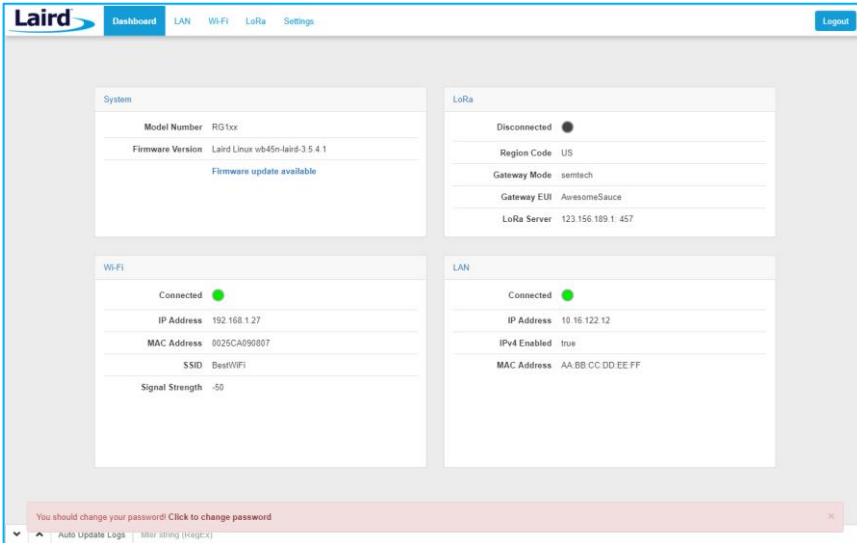 Laird
Dashboard LAN Wi-Fi LoRa Settings Logout
System
Model Number RG1xx
Firmware Version Laird Linux wb45n-laird-3.5.4.1
Firmware update available
LoRa
Disconnected
Region Code US
Gateway Mode semtech
Gateway EUI AwesomeSauce
LoRa Server 123.156.189.1: 457
Wi-Fi
Connected
IP Address 192.168.1.27
MAC Address 0025CA090807
SSID BestWiFi
Signal Strength -50
LAN
Connected
IP Address 10.16.122.12
IPv4 Enabled true
MAC Address AA:BB:CC:DD:EE:FF
You should change your password! Click to change password ×
Auto Update Logs string (RegEx)